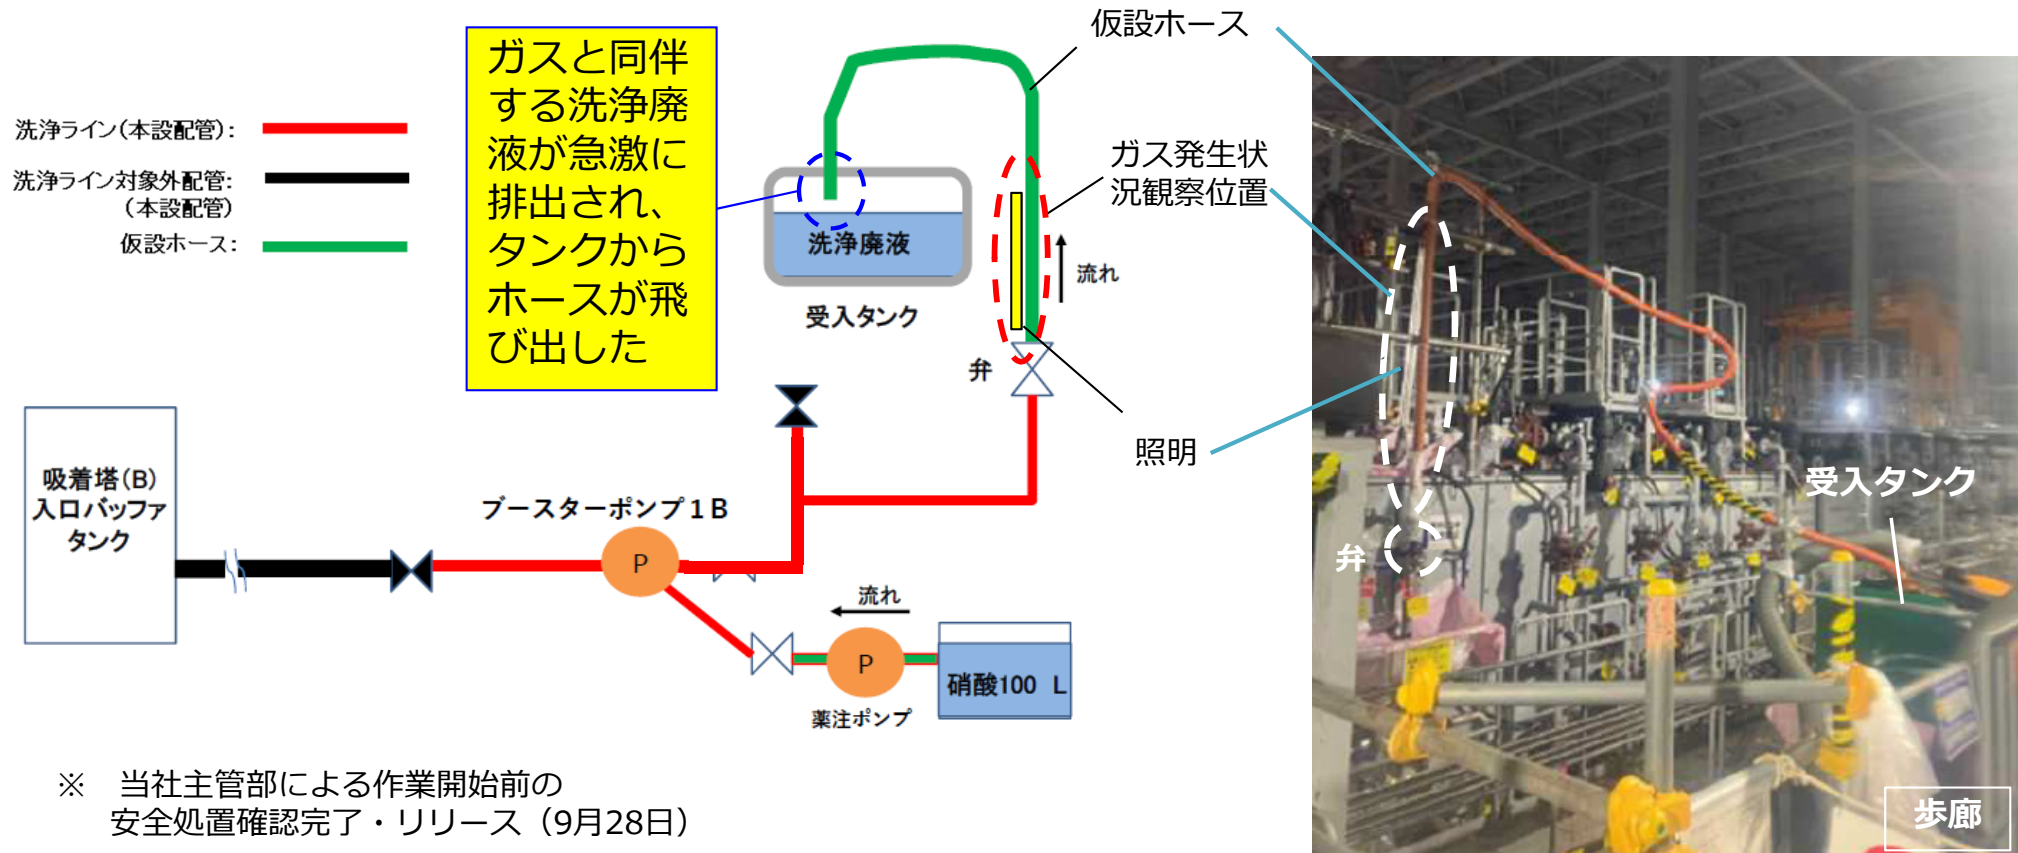 洗浄ライン(本設配管):
洗浄ライン対象外配管:
(本設配管)
仮設ホース:
ガスと同伴
する洗浄廃
液が急激に
排出され、
タンクから
ホースが飛
び出した
仮設ホース
ガス発生状
況観察位置
洗浄廃液
受入タンク
流れ
弁
照明
吸着塔(B)
入口バッファ
タンク
ブースターポンプ1B
P
流れ
P
薬注ポンプ
硝酸100 L
※ 当社主管部による作業開始前の
安全処置確認完了・リリース(9月28日)
受入タンク
弁
歩廊